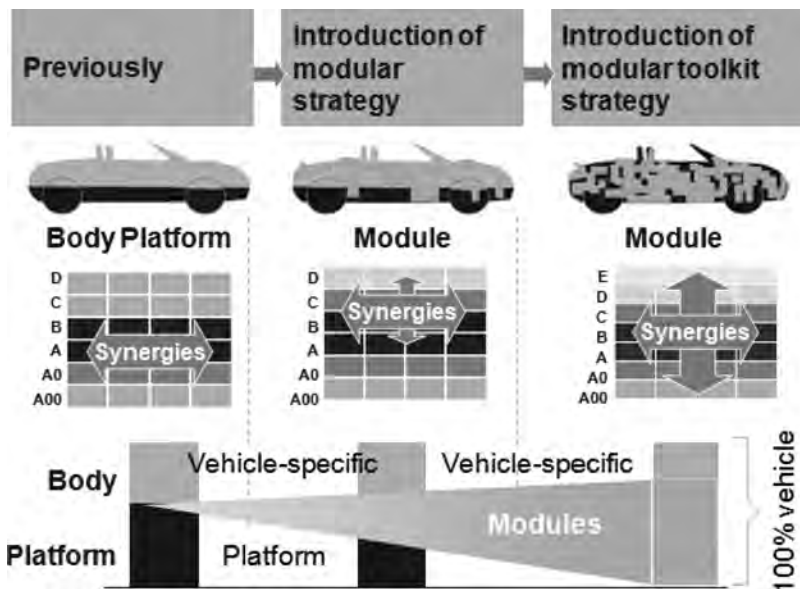 Previously
Introduction of
modular
strategy
Introduction of
modular toolkit
strategy
Body Platform
Module
Module
D
C
B
A
A0
A00
Synergies
D
C
B
A
A0
A00
Synergies
E
D
C
B
A
A0
A00
Synergies
Body
Vehicle-specific
Vehicle-specific
Modules
Platform
Platform
100% vehicle